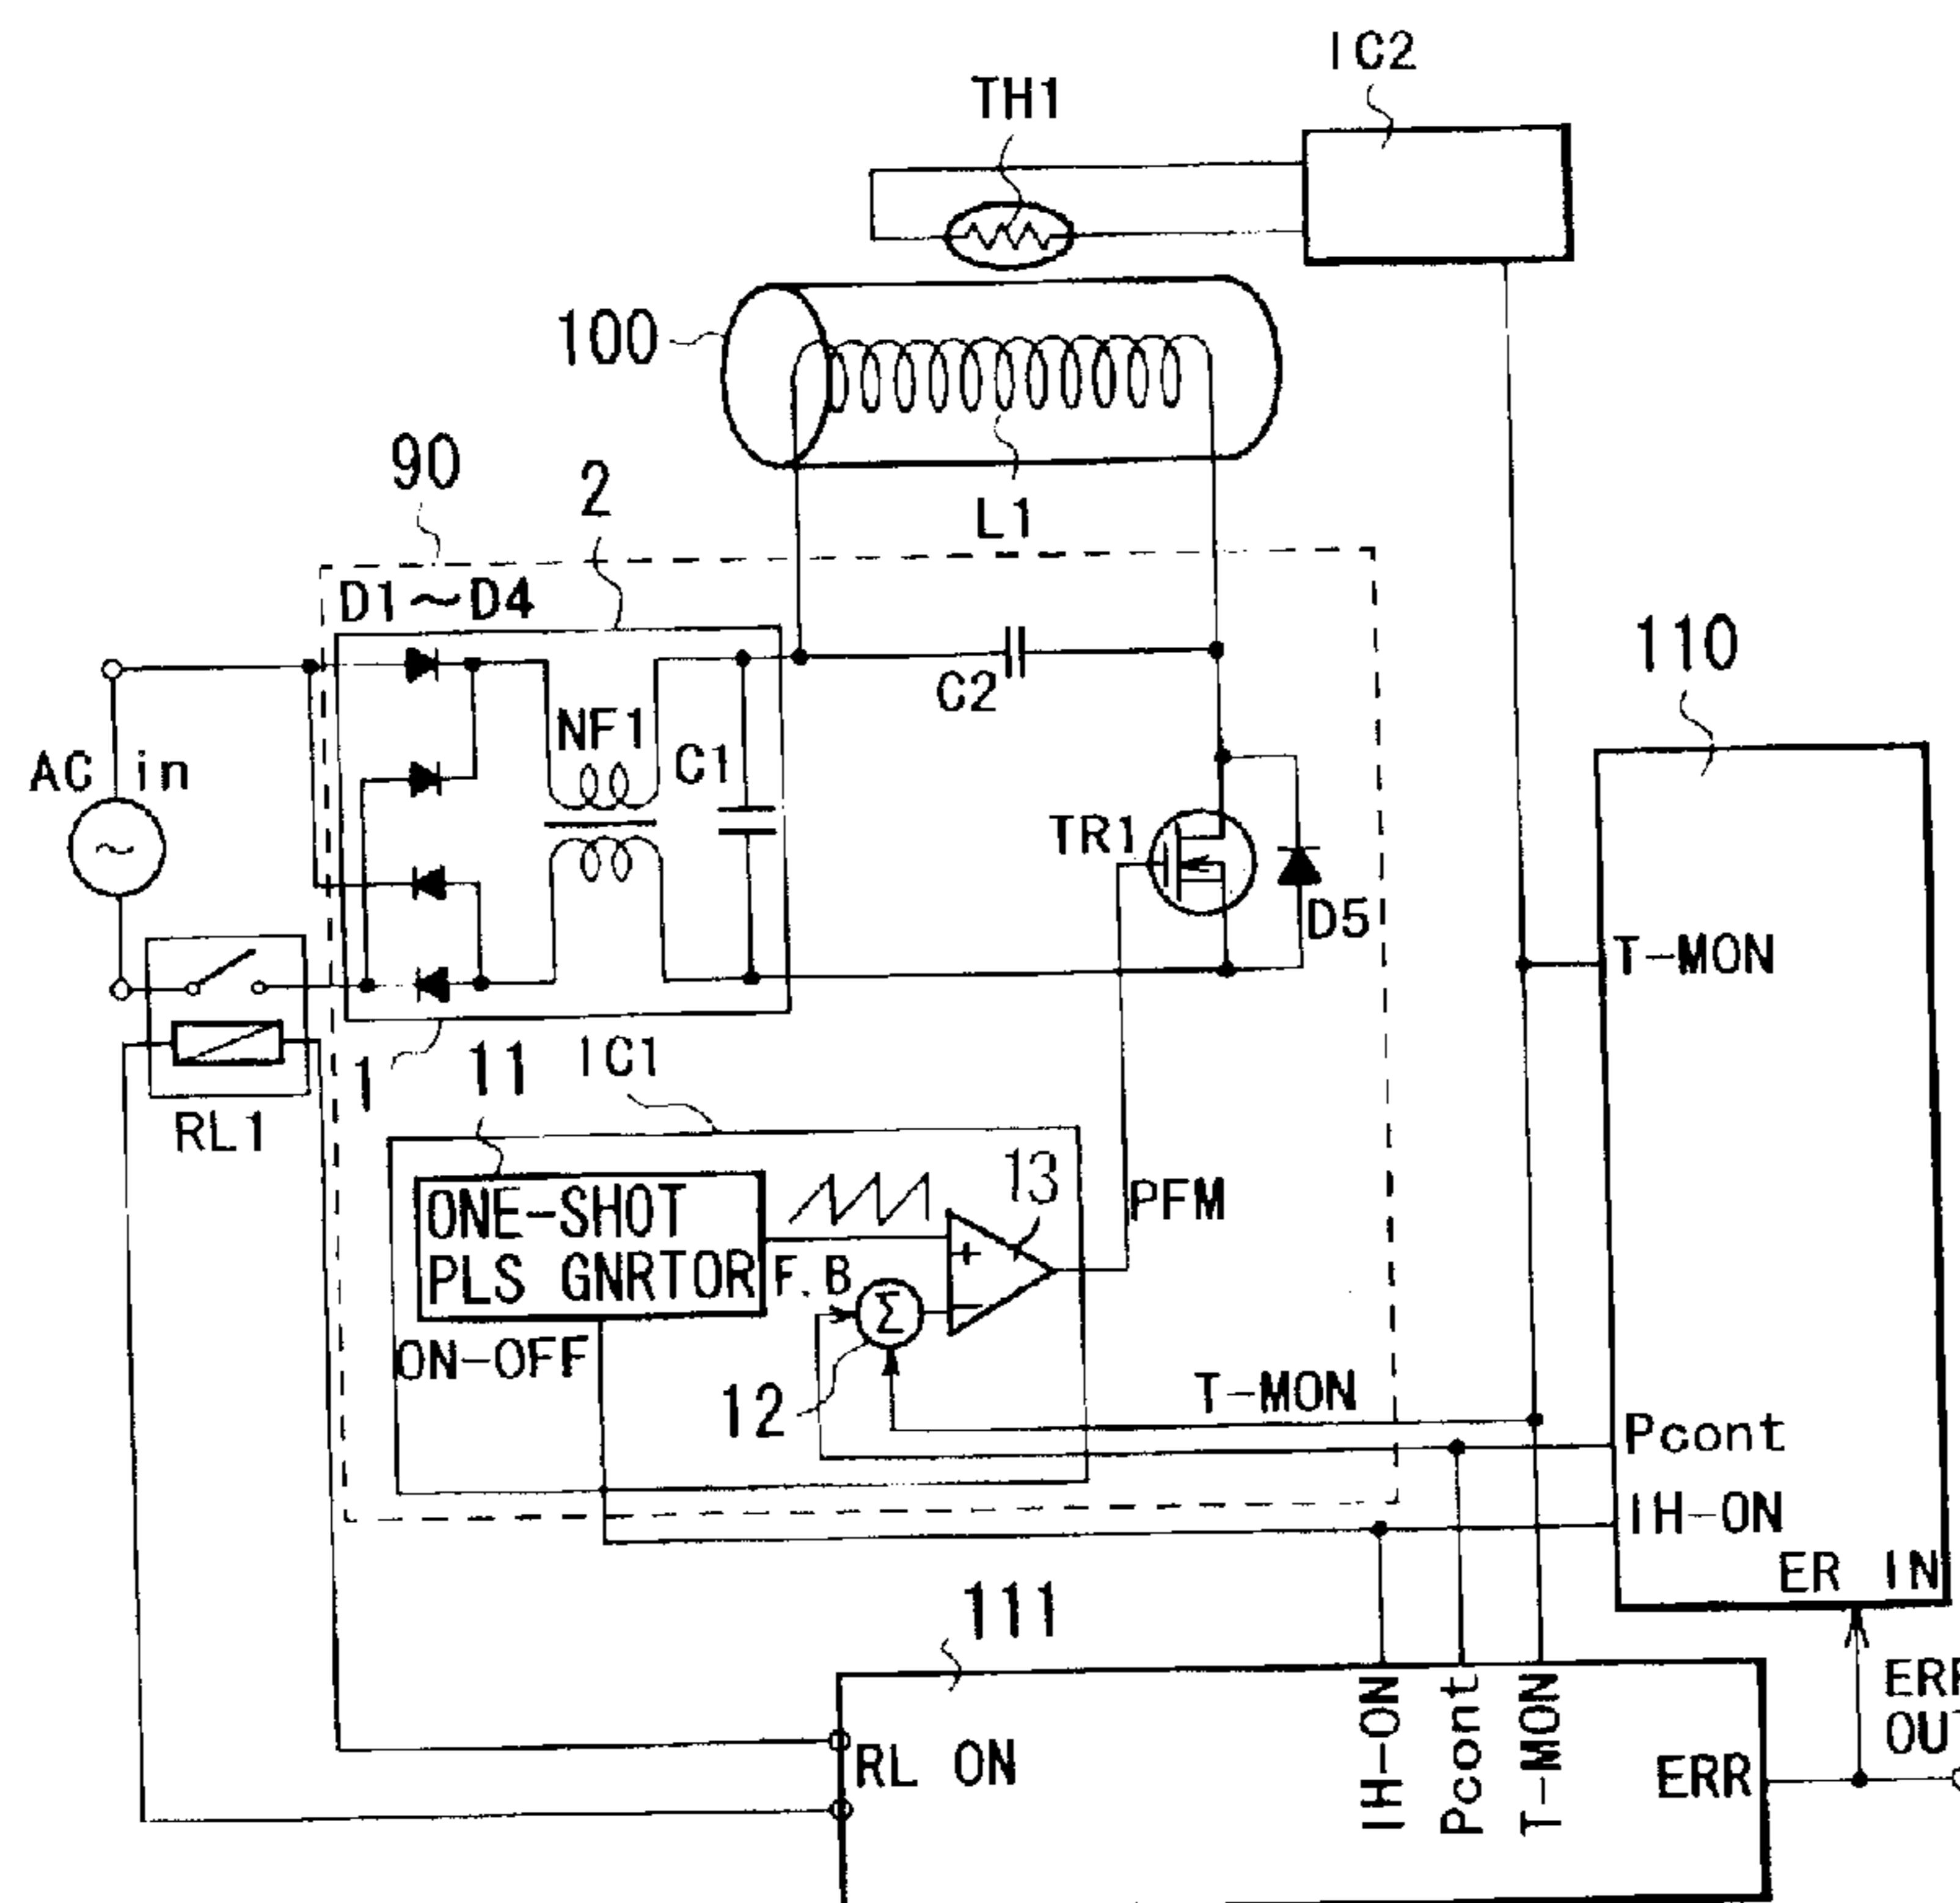 IC2
TH1
100
90
2
L1
D1~D4
110
C2
NF1
C1
AC in
~
TR1
D5
T-MON
1
11
IC1
RL1
13
ONE-SHOT
PLS GNRTOR
PFM
F.B
+
−
Σ
ON-OFF
12
T-MON
Pcont
IH-ON
ER IN
111
IH-ON
Pcont
T-MON
RL ON
ERR